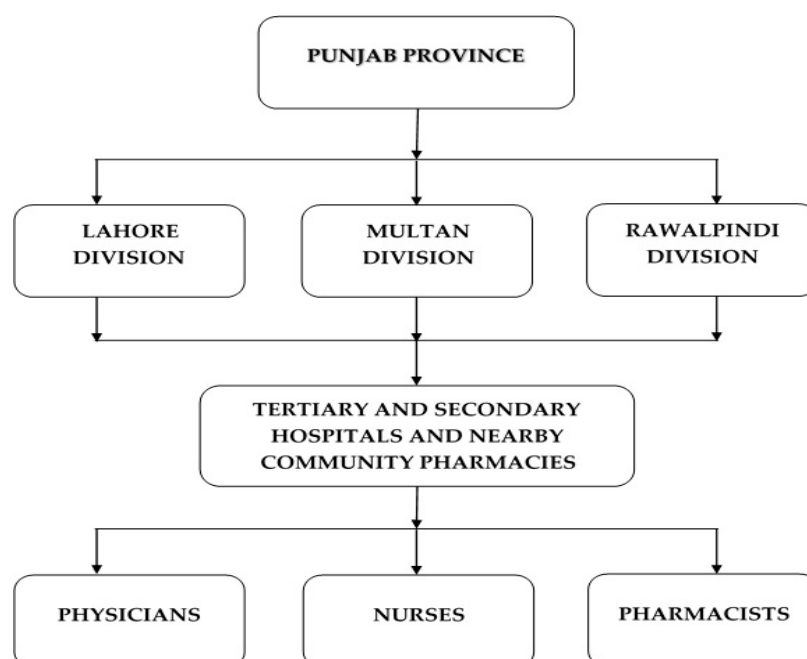 PUNJAB PROVINCE
LAHORE
DIVISION
MULTAN
DIVISION
RAWALPINDI
DIVISION
TERTIARY AND SECONDARY
HOSPITALS AND NEARBY
COMMUNITY PHARMACIES
PHYSICIANS
NURSES
PHARMACISTS